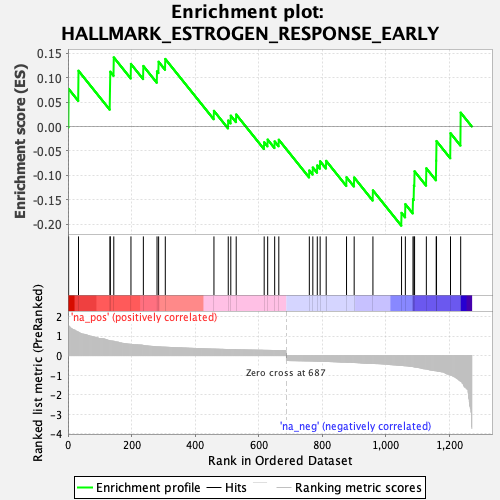 Enrichment plot:
HALLMARK_ESTROGEN_RESPONSE_EARLY
Enrichment score (ES)
0.15
0.10
0.05
0.00
-0.05
-0.10
-0.15
-0.20
Ranked list metric (PreRanked)
'na_pos' (positively correlated)
2
1
0
-1
-2
-3
-4
Zero cross at 687
'na_neg' (negatively correlated)
0 200 400 600 800 1,000 1,200
Rank in Ordered Dataset
Enrichment profile Hits Ranking metric scores